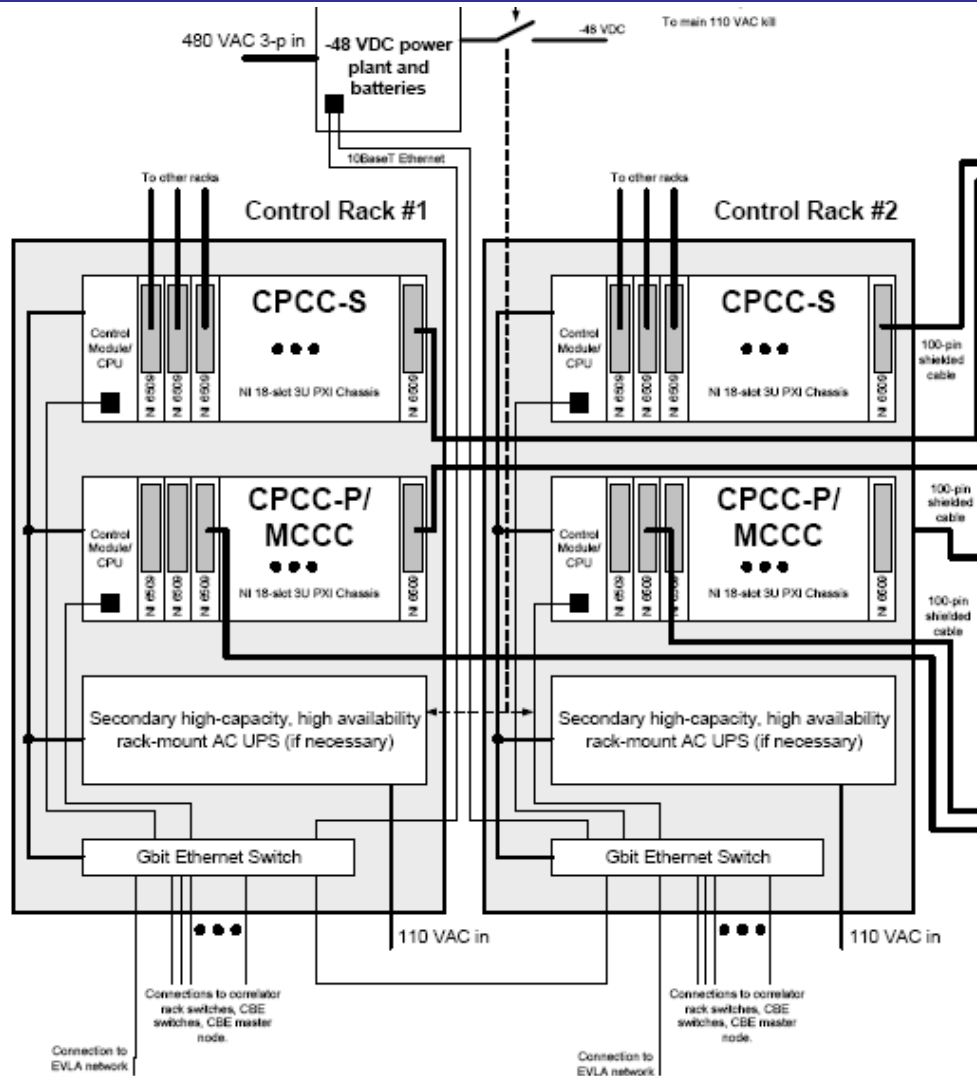 To main 110 VAC kill
-48 VDC
480 VAC 3-p in
-48 VDC power
plant and
batteries
10BaseT Ethernet
To other racks
To other racks
Control Rack #1
Control Rack #2
Control
Module/
CPU
NI 6509
NI 6509
NI 6509
CPCC-S
NI 18-slot 3U PXI Chassis
NI 6509
Control
Module/
CPU
NI 6509
NI 6509
NI 6509
CPCC-S
NI 18-slot 3U PXI Chassis
NI 6509
100-pin
shielded
cable
Control
Module/
CPU
NI 6509
NI 6509
NI 6509
CPCC-P/
MCCC
NI 18-slot 3U PXI Chassis
NI 6509
Control
Module/
CPU
NI 6509
NI 6509
NI 6509
CPCC-P/
MCCC
NI 18-slot 3U PXI Chassis
NI 6509
100-pin
shielded
cable
100-pin
shielded
cable
Secondary high-capacity, high availability
rack-mount AC UPS (if necessary)
Secondary high-capacity, high availability
rack-mount AC UPS (if necessary)
Gbit Ethernet Switch
Gbit Ethernet Switch
110 VAC in
110 VAC in
Connections to correlator
rack switches, CBE
switches, CBE master
node.
Connections to correlator
rack switches, CBE
switches, CBE master
node.
Connection to
EVLA network
Connection to
EVLA network